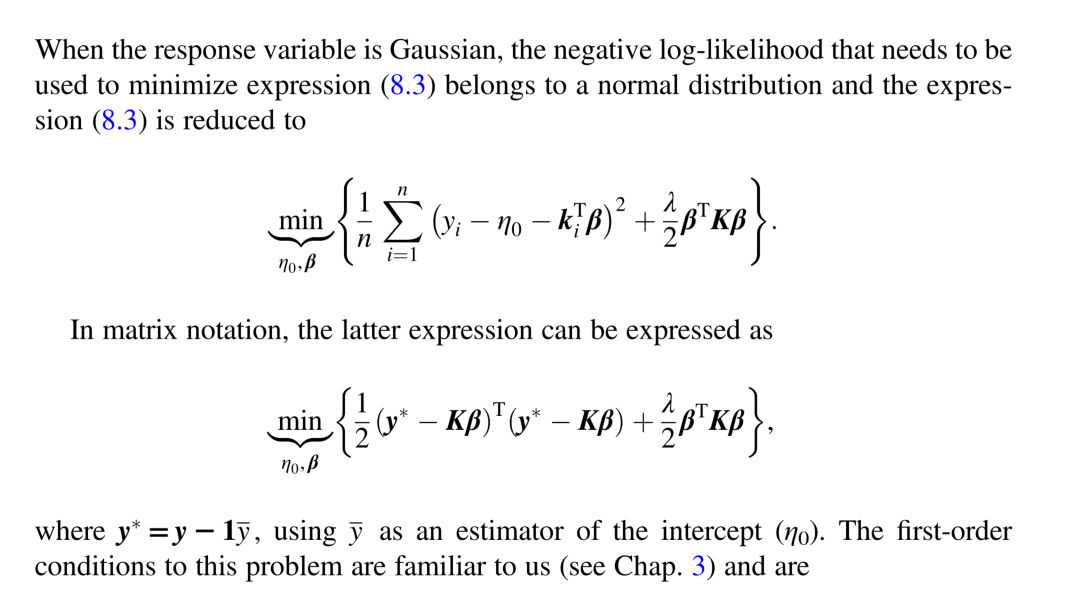 When the response variable is Gaussian, the negative log-likelihood that needs to be
used to minimize expression (8.3) belongs to a normal distribution and the expres-
sion (8.3) is reduced to
$$\underbrace{\min}_{\eta_0, \boldsymbol{\beta}} \left\{ \frac{1}{n} \sum_{i=1}^{n} \left( y_i - \eta_0 - \boldsymbol{k}_i^{\mathrm{T}} \boldsymbol{\beta} \right)^2 + \frac{\lambda}{2} \boldsymbol{\beta}^{\mathrm{T}} \boldsymbol{K} \boldsymbol{\beta} \right\}.$$
In matrix notation, the latter expression can be expressed as
$$\underbrace{\min}_{\eta_0, \boldsymbol{\beta}} \left\{ \frac{1}{2} (\boldsymbol{y}^* - \boldsymbol{K}\boldsymbol{\beta})^{\mathrm{T}} (\boldsymbol{y}^* - \boldsymbol{K}\boldsymbol{\beta}) + \frac{\lambda}{2} \boldsymbol{\beta}^{\mathrm{T}} \boldsymbol{K} \boldsymbol{\beta} \right\},$$
where $\boldsymbol{y}^* = \boldsymbol{y} - \mathbf{1}\bar{y}$, using $\bar{y}$ as an estimator of the intercept ($\eta_0$). The first-order
conditions to this problem are familiar to us (see Chap. 3) and are